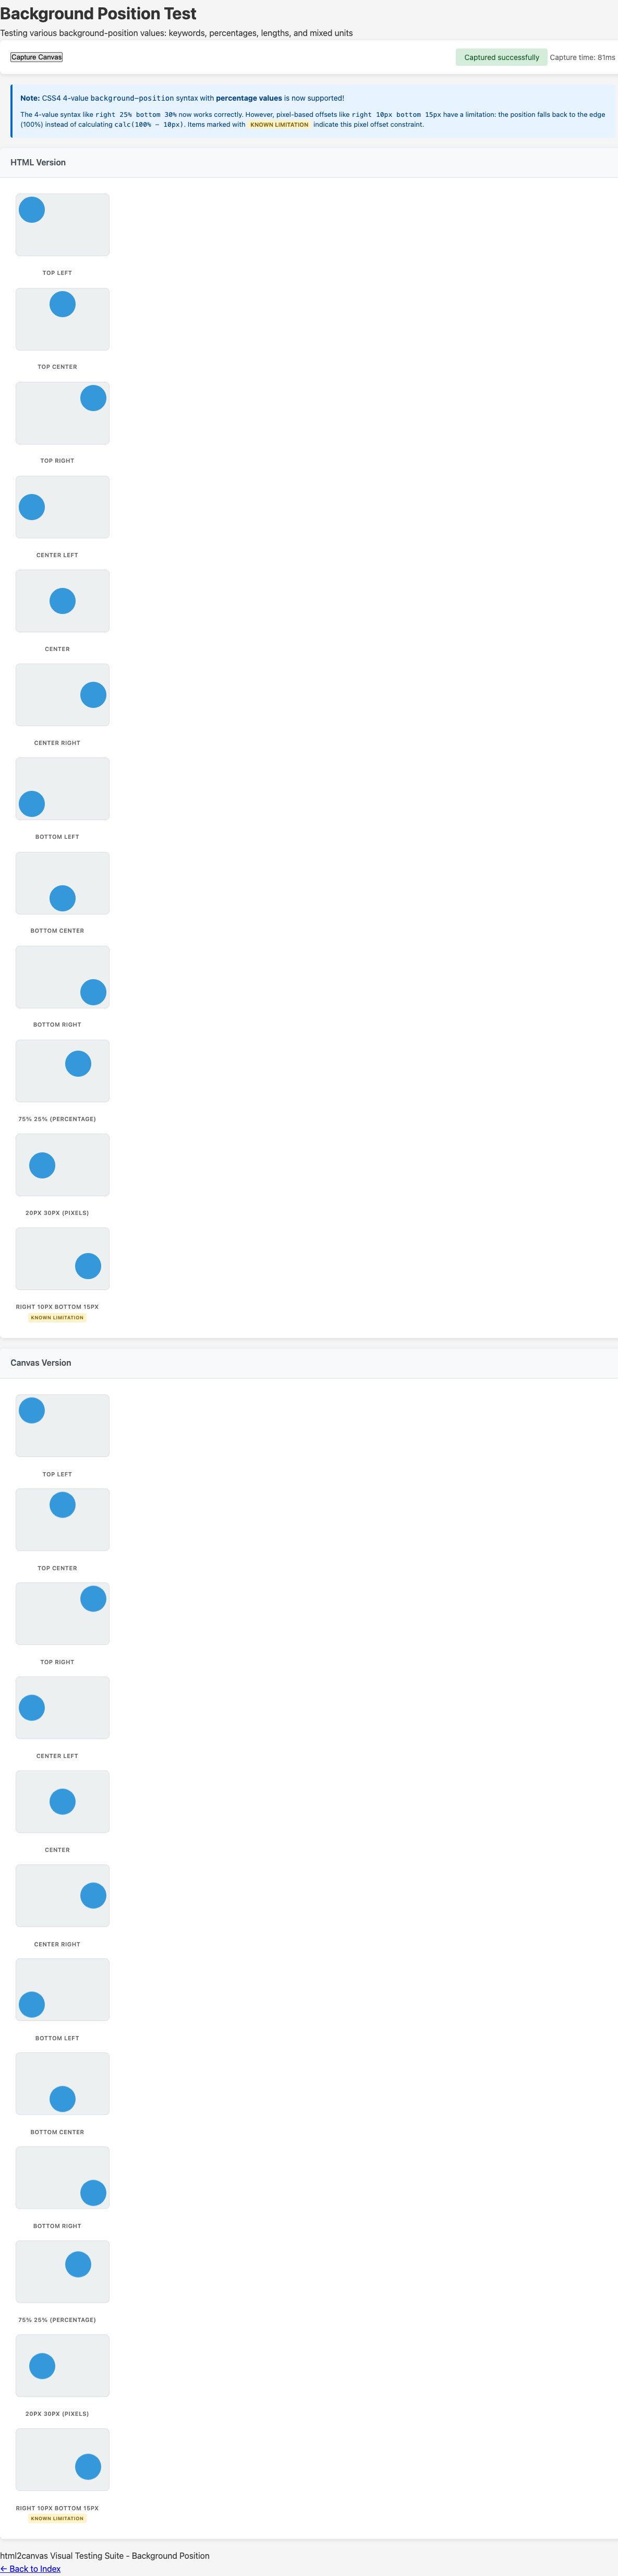 Background Position Test
Testing various background-position values: keywords, percentages, lengths, and mixed units
Capture Canvas
Captured successfully
Capture time: 81ms
Note: CSS4 4-value background-position syntax with percentage values is now supported!
The 4-value syntax like right 25% bottom 30% now works correctly. However, pixel-based offsets like right 10px bottom 15px have a limitation: the position falls back to the edge
(100%) instead of calculating calc(100% - 10px). Items marked with KNOWN LIMITATION indicate this pixel offset constraint.
HTML Version
TOP LEFT
TOP CENTER
TOP RIGHT
CENTER LEFT
CENTER
CENTER RIGHT
BOTTOM LEFT
BOTTOM CENTER
BOTTOM RIGHT
75% 25% (PERCENTAGE)
20PX 30PX (PIXELS)
RIGHT 10PX BOTTOM 15PX
KNOWN LIMITATION
Canvas Version
TOP LEFT
TOP CENTER
TOP RIGHT
CENTER LEFT
CENTER
CENTER RIGHT
BOTTOM LEFT
BOTTOM CENTER
BOTTOM RIGHT
75% 25% (PERCENTAGE)
20PX 30PX (PIXELS)
RIGHT 10PX BOTTOM 15PX
KNOWN LIMITATION
html2canvas Visual Testing Suite - Background Position
← Back to Index